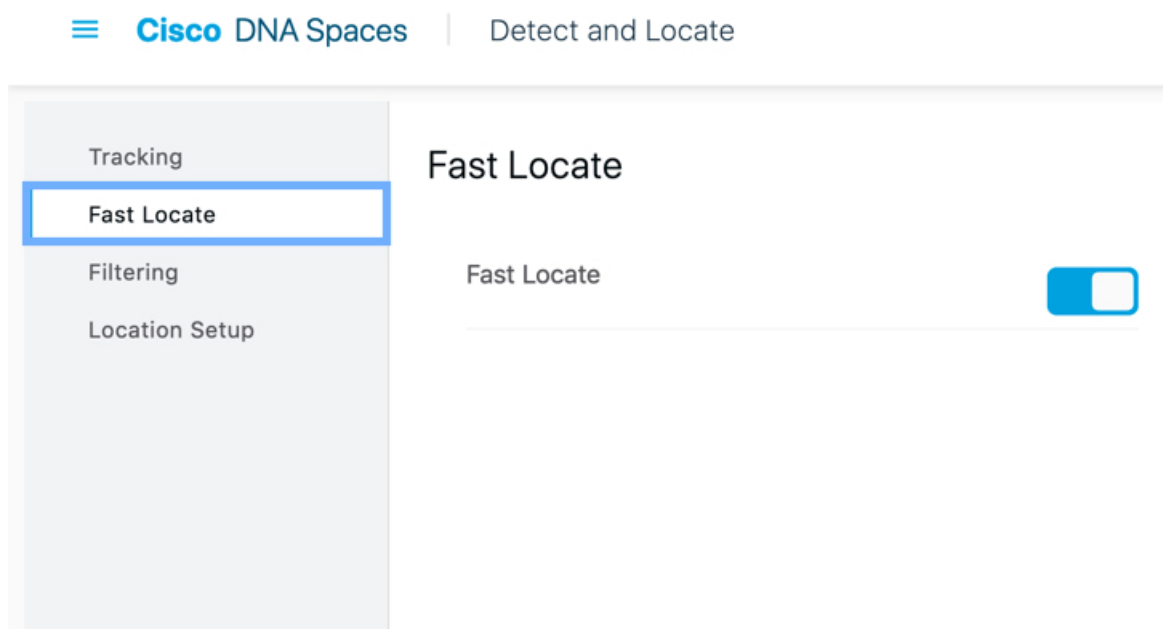 Cisco DNA Spaces
Detect and Locate
Tracking
Fast Locate
Filtering
Location Setup
Fast Locate
Fast Locate